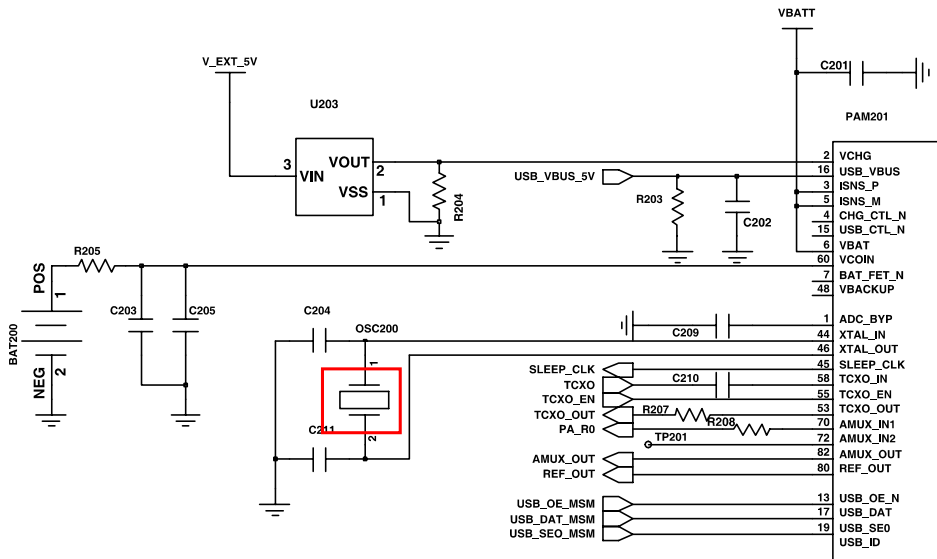 VBATT
C201
V_EXT_5V
U203
PAM201
3 VIN
VOUT 2
VSS 1
R204
USB_VBUS_5V
R203
C202
2 VCHG
16 USB_VBUS
3 ISNS_P
5 ISNS_M
4 CHG_CTL_N
15 USB_CTL_N
6 VBAT
60 VCOIN
7 BAT_FET_N
48 VBACKUP
R205
POS
1
BAT200
NEG
2
C203
C205
C204
OSC200
1
C211
2
C209
1 ADC_BYP
44 XTAL_IN
46 XTAL_OUT
SLEEP_CLK 45 SLEEP_CLK
TCXO C210 58 TCXO_IN
TCXO_EN 55 TCXO_EN
TCXO_OUT R207 53 TCXO_OUT
PA_R0 R208 70 AMUX_IN1
TP201 72 AMUX_IN2
AMUX_OUT 82 AMUX_OUT
REF_OUT 80 REF_OUT
USB_OE_MSM 13 USB_OE_N
USB_DAT_MSM 17 USB_DAT
USB_SEO_MSM 19 USB_SE0
USB_ID